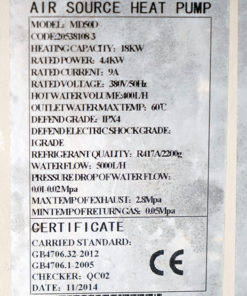 AIR SOURCE HEAT PUMP
MODEL: MD50D
CODE:20538108 3
HEATING CAPACITY: 18KW
RATED POWER: 4.4KW
RATED CURRENT: 9A
RATED VOLTAGE: 380V/50Hz
HOT WATER VOLUME:400L/H
OUTLET WATER MAX TEMP: 60℃
DEFEND GRADE: IPX4
DEFEND ELECTRIC SHOCK GRADE:
I GRADE
REFRIGERANT QUALITY: R417A/2200g
WATER FLOW: 5000L/H
PRESSURE DROP OF WATER FLOW:
0.01-0.02Mpa
MAX TEMP OF EXHAUST: 2.8Mpa
MIN TEMP OF RETURN GAS: 0.05Mpa
CERTIFICATE
CARRIED STANDARD:
GB4706.32-2012
GB4706.1-2005
CHECKER: QC02
DATE: 11/2014
CE